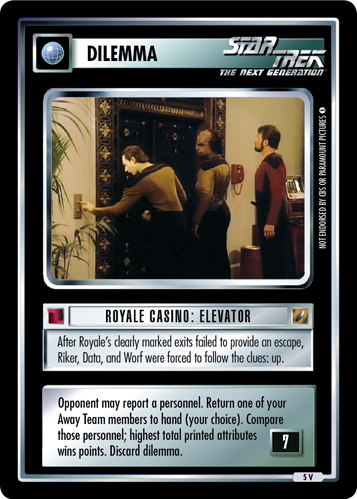 DILEMMA
STAR TREK
THE NEXT GENERATION
NOT ENDORSED BY CBS OR PARAMOUNT PICTURES
ROYALE CASINO: ELEVATOR
After Royale's clearly marked exits failed to provide an escape,
Riker, Data, and Worf were forced to follow the clues: up.
Opponent may report a personnel. Return one of your
Away Team members to hand (your choice). Compare
those personnel; highest total printed attributes
wins points. Discard dilemma.
7
5 V